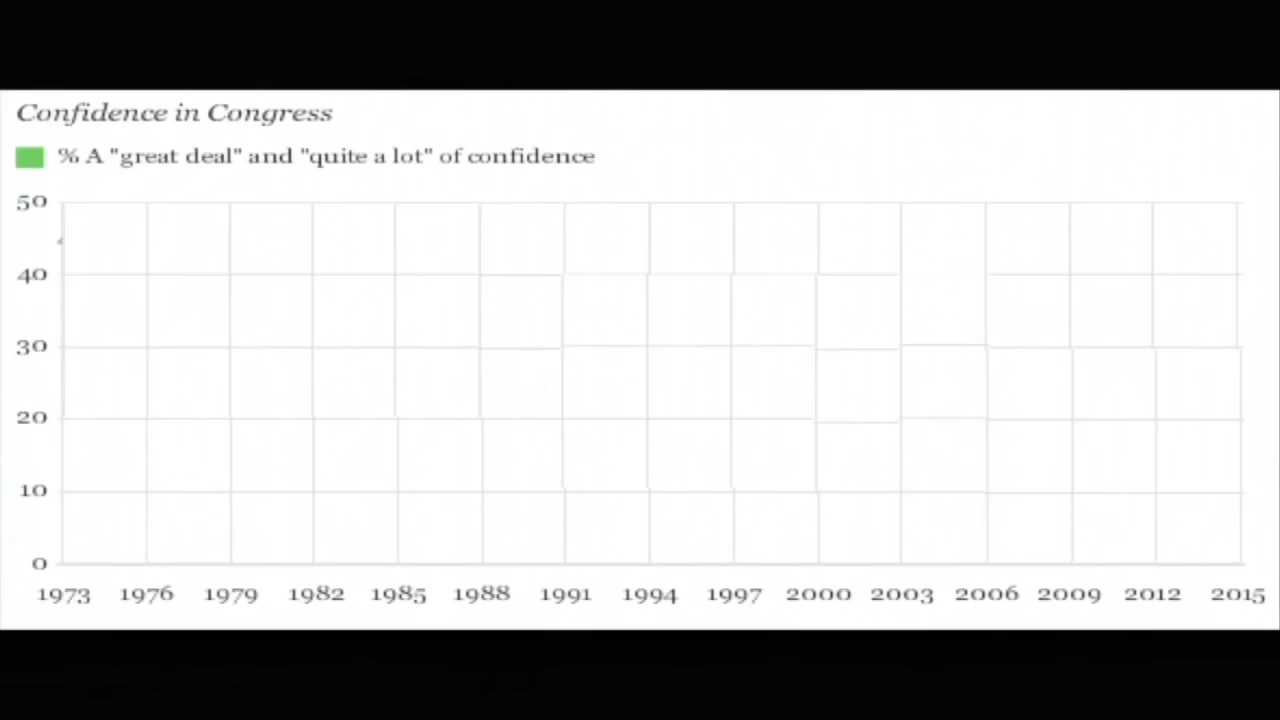 Confidence in Congress
% A "great deal" and "quite a lot" of confidence
50
40
30
20
10
0
1973 1976 1979 1982 1985 1988 1991 1994 1997 2000 2003 2006 2009 2012 2015